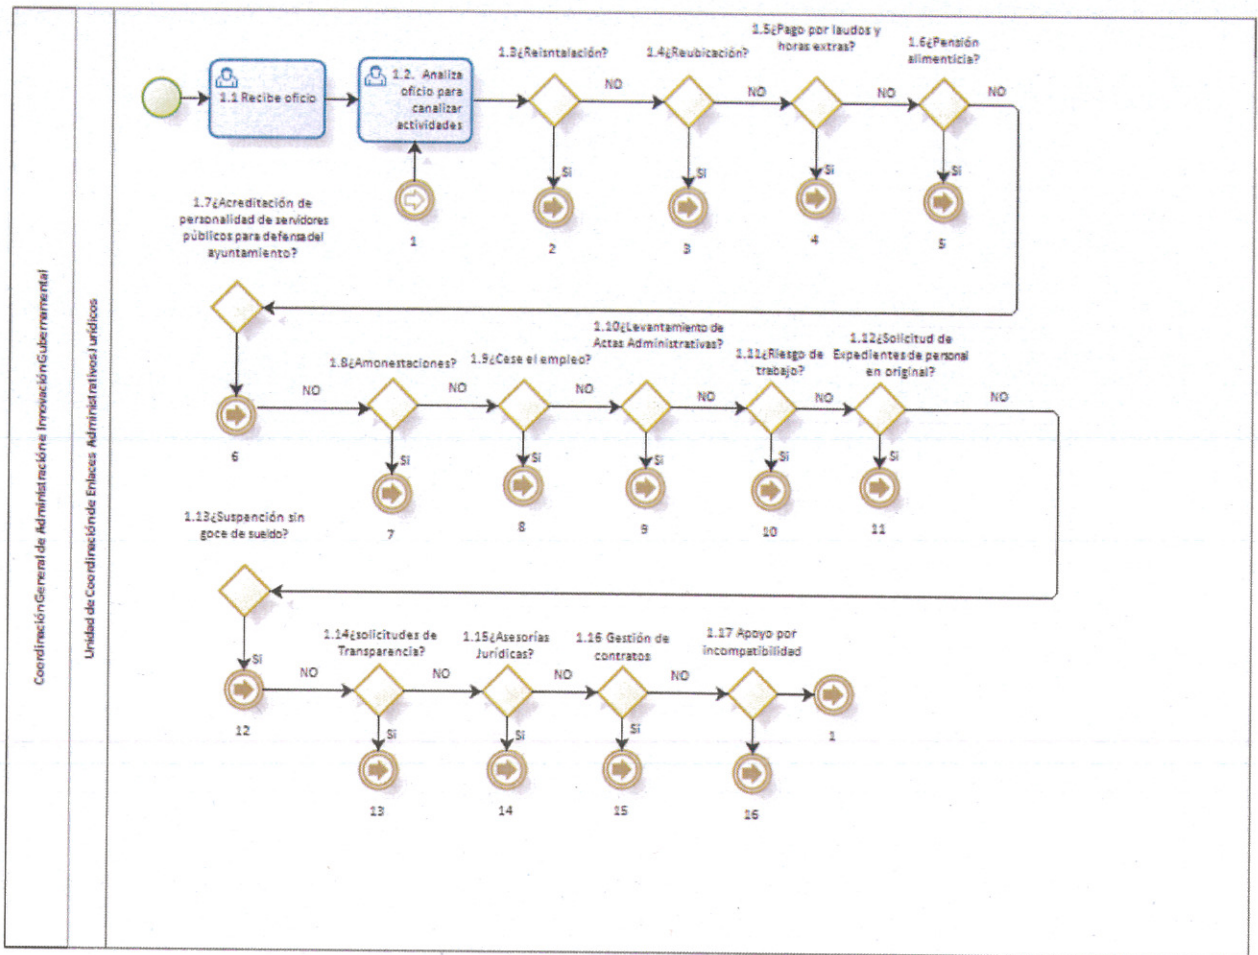 Coordinación General de Administración e Innovación Gubernamental
Unidad de Coordinación de Enlaces Administrativos Jurídicos
1.1 Recibe oficio
1.2. Analiza
oficio para
canalizar
actividades
1
1.3¿Reisntalación?
NO
Si
2
1.4¿Reubicación?
NO
Si
3
1.5¿Pago por laudos y
horas extras?
NO
Si
4
1.6¿Pensión
alimenticia?
NO
Si
5
1.7¿Acreditación de
personalidad de servidores
públicos para defensa del
ayuntamiento?
6
NO
1.8¿Amonestaciones?
NO
Si
7
1.9¿Cese el empleo?
NO
Si
8
1.10¿Levantamiento de
Actas Administrativas?
NO
Si
9
1.11¿Riesgo de
trabajo?
NO
Si
10
1.12¿Solicitud de
Expedientes de personal
en original?
NO
Si
11
1.13¿Suspención sin
goce de sueldo?
Si
12
NO
1.14¿solicitudes de
Transparencia?
NO
Si
13
1.15¿Asesorías
Jurídicas?
NO
Si
14
1.16 Gestión de
contratos
NO
Si
15
1.17 Apoyo por
incompatibilidad
1
16